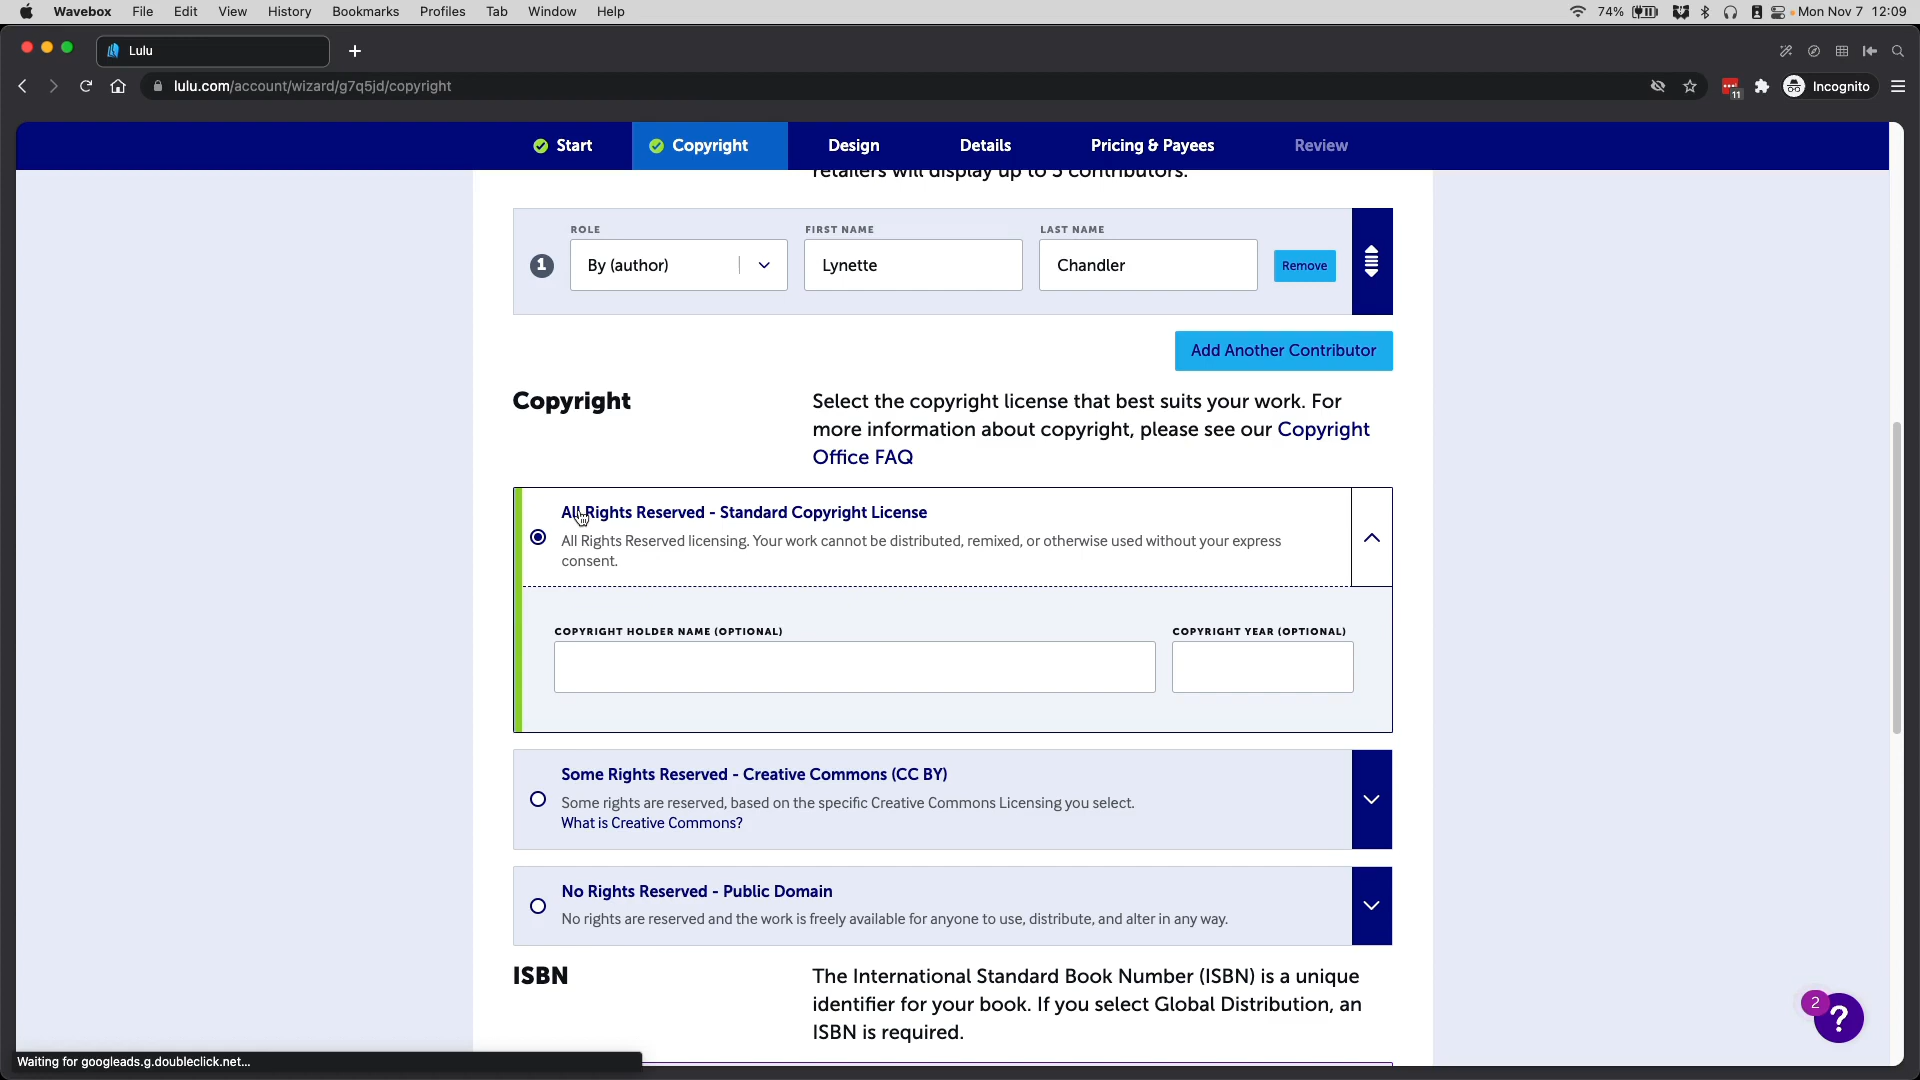 Wavebox File Edit View History Bookmarks Profiles Tab Window Help 74% Mon Nov 7 12:09
Lulu
lulu.com/account/wizard/g7q5jd/copyright 11 Incognito
Start Copyright Design Details Pricing & Payees Review
retailers will display up to 3 contributors.
ROLE FIRST NAME LAST NAME
1 By (author) Lynette Chandler Remove
Add Another Contributor
Copyright
Select the copyright license that best suits your work. For
more information about copyright, please see our Copyright
Office FAQ
All Rights Reserved - Standard Copyright License
All Rights Reserved licensing. Your work cannot be distributed, remixed, or otherwise used without your express
consent.
COPYRIGHT HOLDER NAME (OPTIONAL) COPYRIGHT YEAR (OPTIONAL)
Some Rights Reserved - Creative Commons (CC BY)
Some rights are reserved, based on the specific Creative Commons Licensing you select.
What is Creative Commons?
No Rights Reserved - Public Domain
No rights are reserved and the work is freely available for anyone to use, distribute, and alter in any way.
ISBN
The International Standard Book Number (ISBN) is a unique
identifier for your book. If you select Global Distribution, an
ISBN is required.
2 ?
Waiting for googleads.g.doubleclick.net...